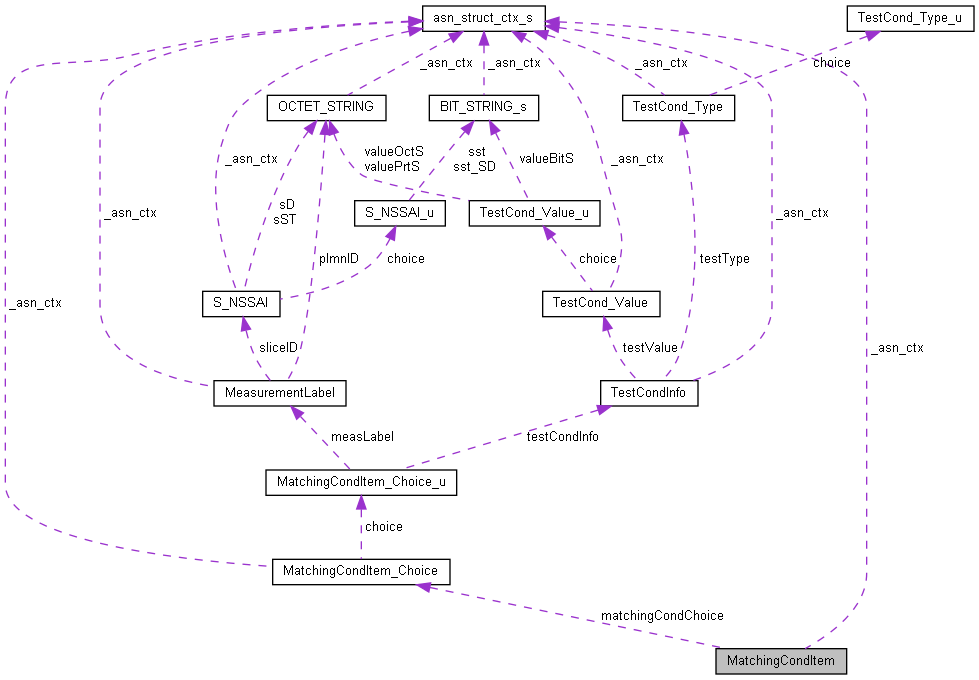 asn_struct_ctx_s
TestCond_Type_u
_asn_ctx
_asn_ctx
_asn_ctx
choice
OCTET_STRING
BIT_STRING_s
TestCond_Type
_asn_ctx
valueOctS
valuePrtS
sst
sst_SD
valueBitS
_asn_ctx
_asn_ctx
sD
sST
S_NSSAI_u
TestCond_Value_u
_asn_ctx
plmnID
choice
choice
testType
_asn_ctx
S_NSSAI
TestCond_Value
sliceID
testValue
_asn_ctx
MeasurementLabel
TestCondInfo
measLabel
testCondInfo
MatchingCondItem_Choice_u
choice
MatchingCondItem_Choice
matchingCondChoice
MatchingCondItem